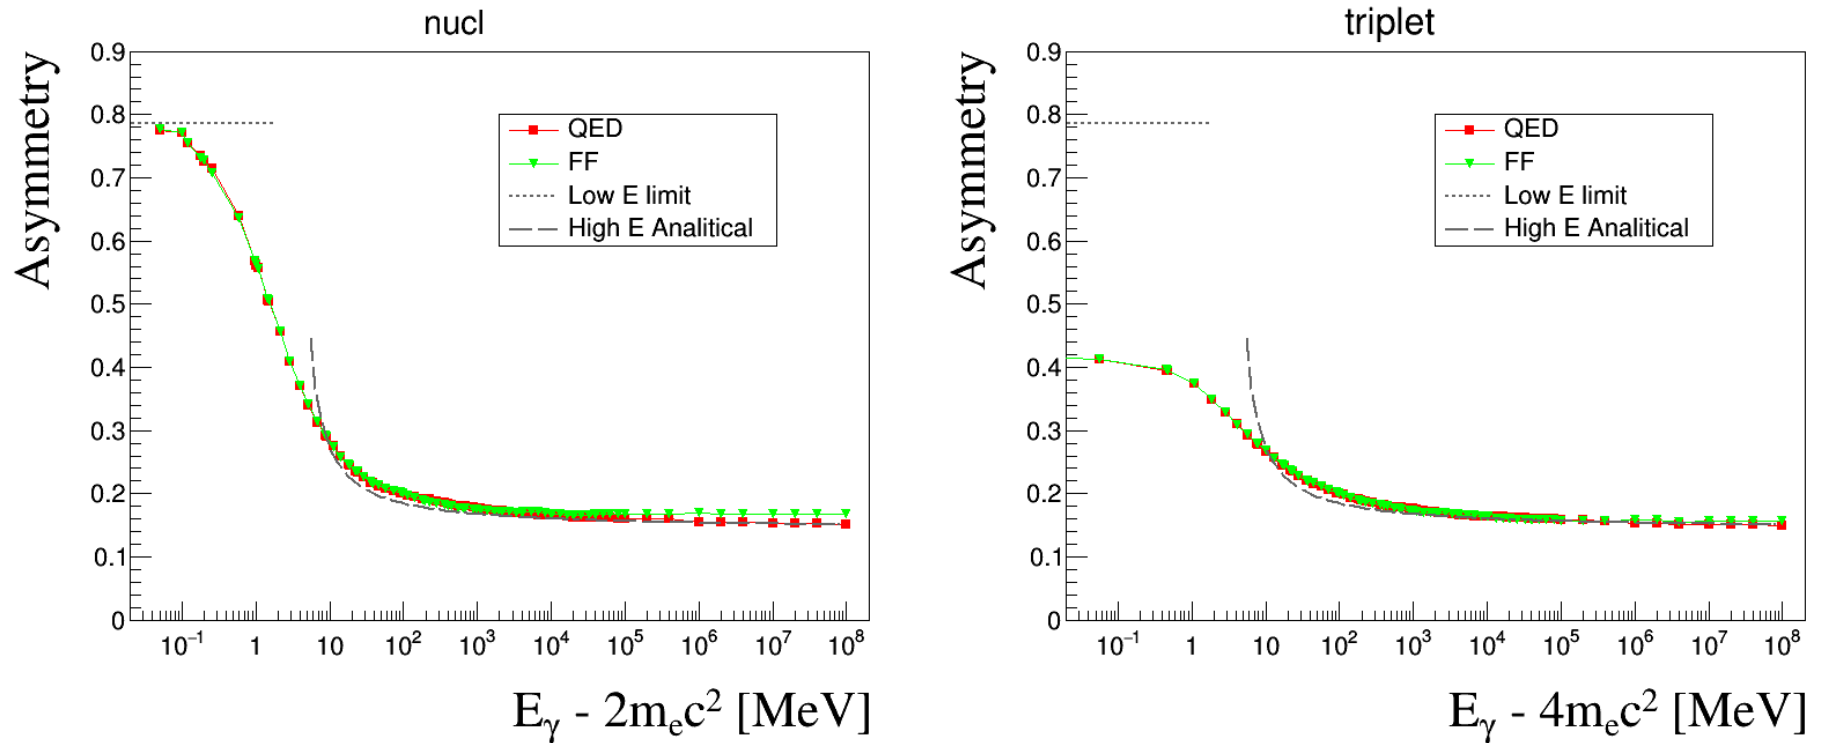 nucl
Asymmetry
0.9
0.8
0.7
0.6
0.5
0.4
0.3
0.2
0.1
0
QED
FF
Low E limit
High E Analitical
10⁻¹ 1 10 10² 10³ 10⁴ 10⁵ 10⁶ 10⁷ 10⁸
Eγ - 2mₑc² [MeV]
triplet
Asymmetry
0.9
0.8
0.7
0.6
0.5
0.4
0.3
0.2
0.1
0
QED
FF
Low E limit
High E Analitical
10⁻¹ 1 10 10² 10³ 10⁴ 10⁵ 10⁶ 10⁷ 10⁸
Eγ - 4mₑc² [MeV]